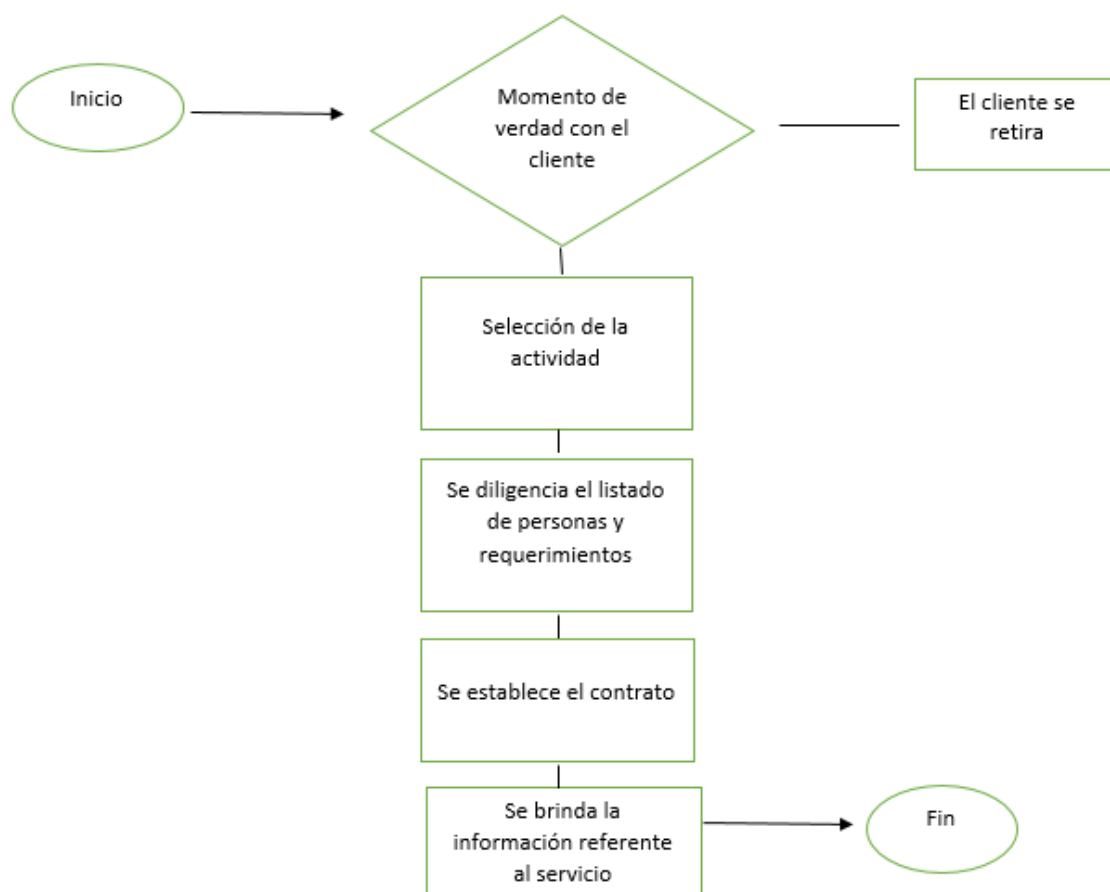 Inicio
Momento de
verdad con el
cliente
El cliente se
retira
Selección de la
actividad
Se diligencia el listado
de personas y
requerimientos
Se establece el contrato
Se brinda la
información referente
al servicio
Fin